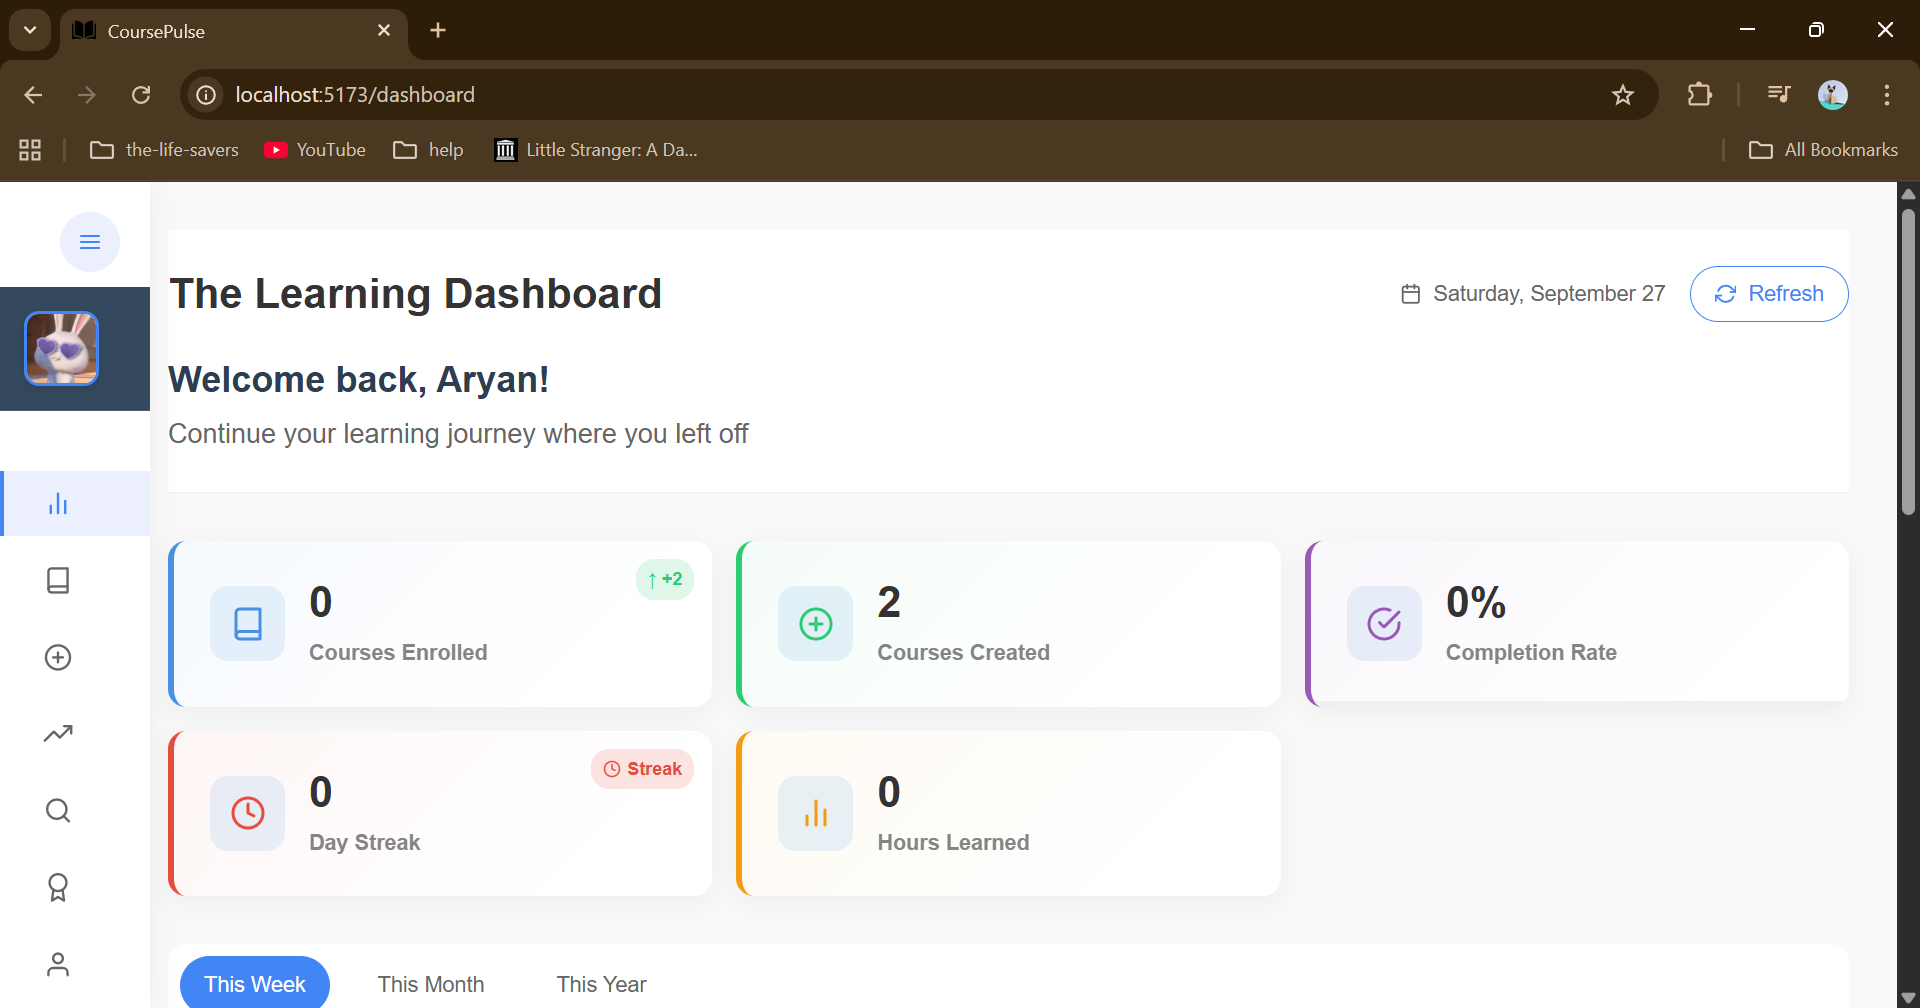 CoursePulse
localhost:5173/dashboard
the-life-savers
YouTube
help
Little Stranger: A Da...
All Bookmarks
The Learning Dashboard
Saturday, September 27
Refresh
Welcome back, Aryan!
Continue your learning journey where you left off
0
Courses Enrolled
↑ +2
2
Courses Created
0%
Completion Rate
0
Day Streak
Streak
0
Hours Learned
This Week
This Month
This Year